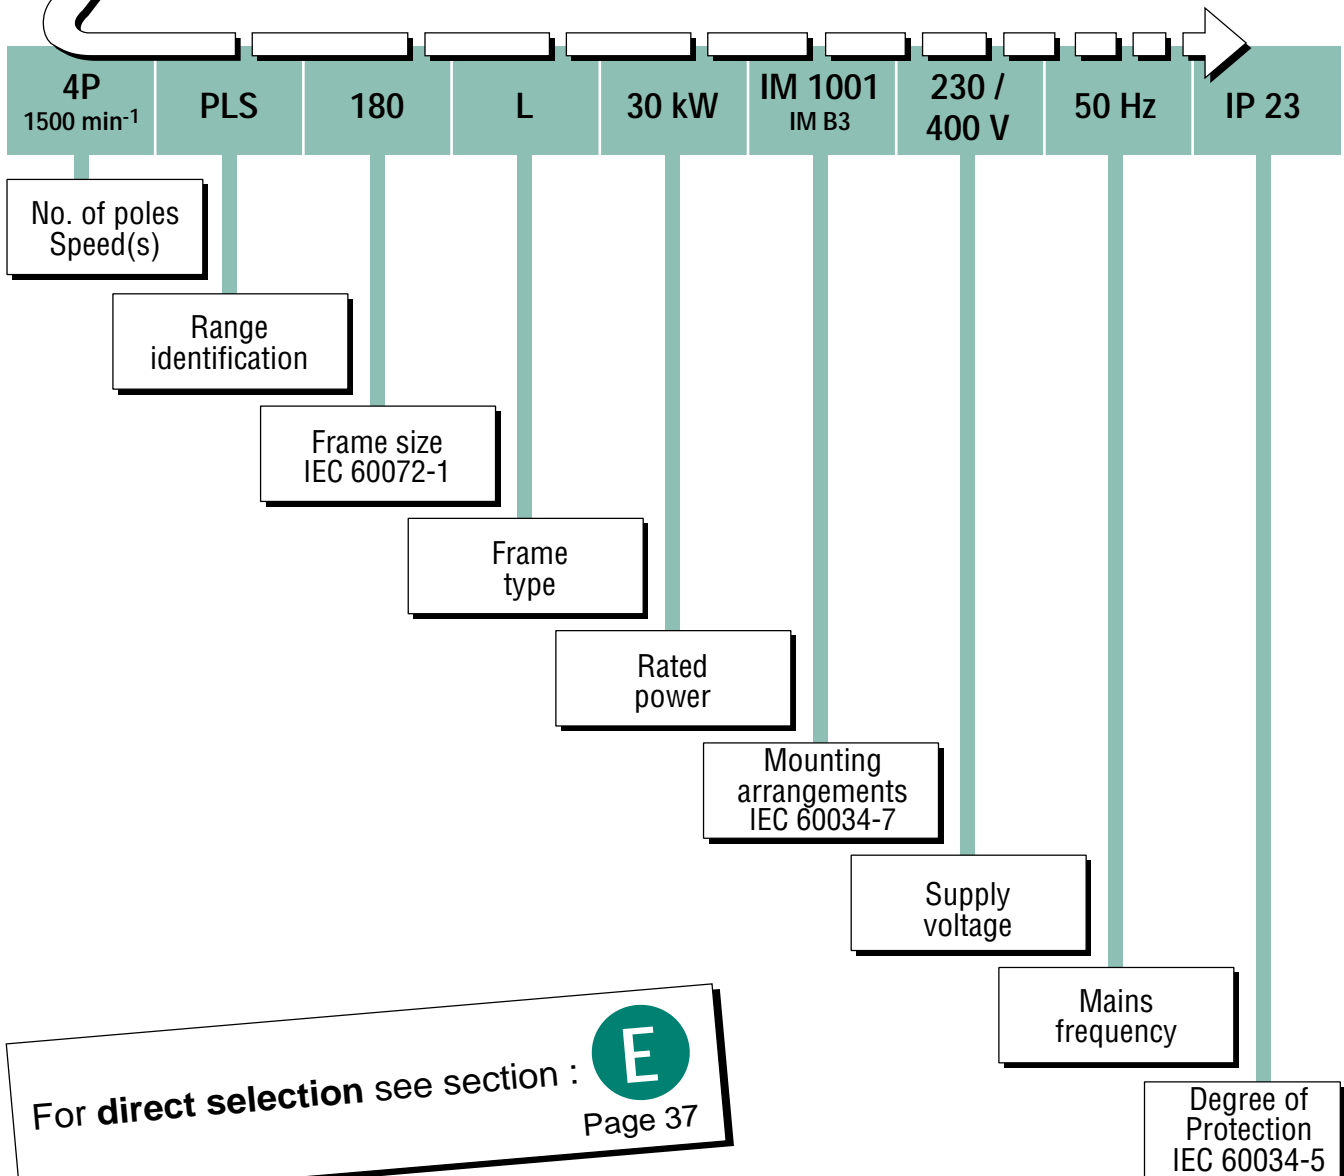 4P
1500 min-1
PLS
180
L
30 kW
IM 1001
IM B3
230 /
400 V
50 Hz
IP 23
No. of poles
Speed(s)
Range
identification
Frame size
IEC 60072-1
Frame
type
Rated
power
Mounting
arrangements
IEC 60034-7
Supply
voltage
Mains
frequency
Degree of
Protection
IEC 60034-5
For direct selection see section :
E
Page 37